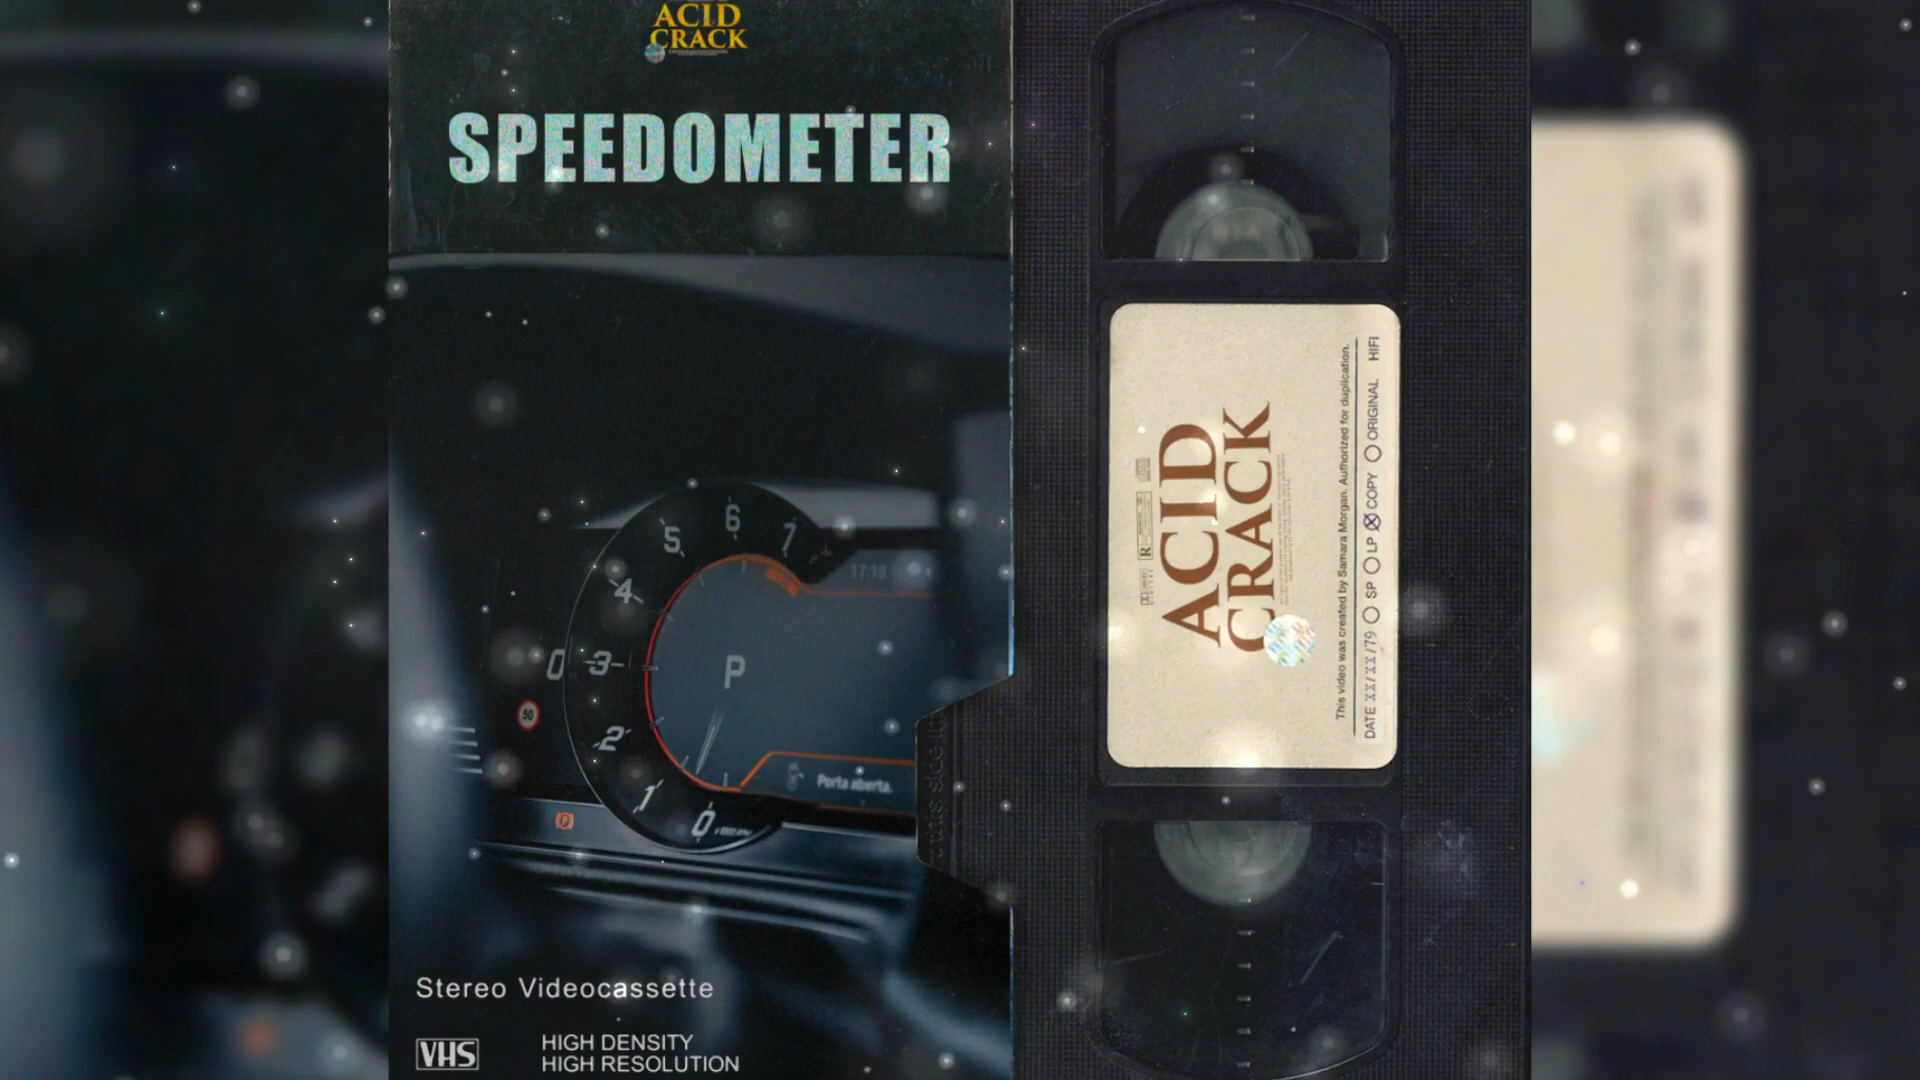 ACID
CRACK
SPEEDOMETER
5
6
7
4
17:18
0
3
P
50
2
1
Porta aberta.
0
Stereo Videocassette
VHS
HIGH DENSITY
HIGH RESOLUTION
R
ACID
CRACK
This video was created by Samara Morgan. Authorized for duplication.
DATE XX/XX/79 SP LP COPY ORIGINAL HIFI